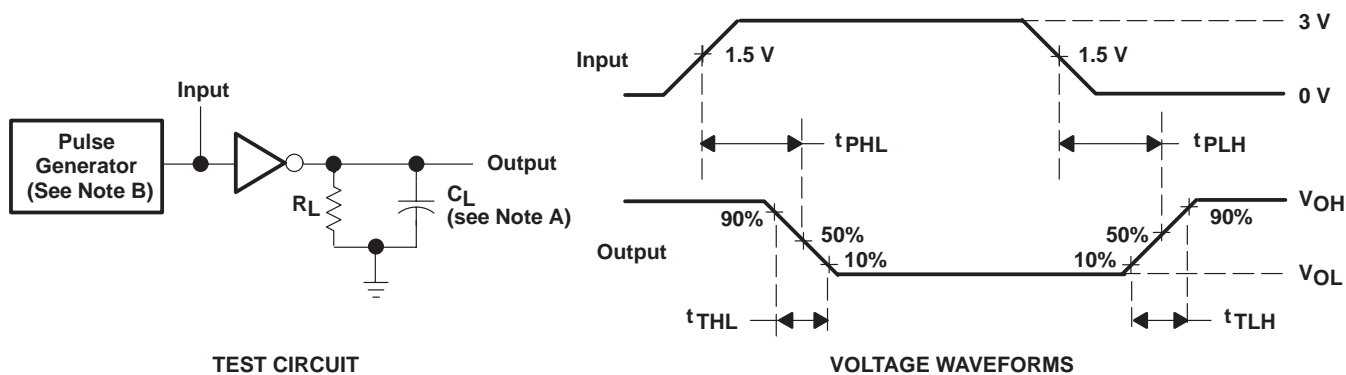 Input
Pulse
Generator
(See Note B)
Output
RL
CL
(see Note A)
TEST CIRCUIT
3 V
Input
1.5 V
1.5 V
0 V
tPHL
tPLH
VOH
90%
90%
Output
50%
50%
10%
10%
VOL
tTHL
tTLH
VOLTAGE WAVEFORMS